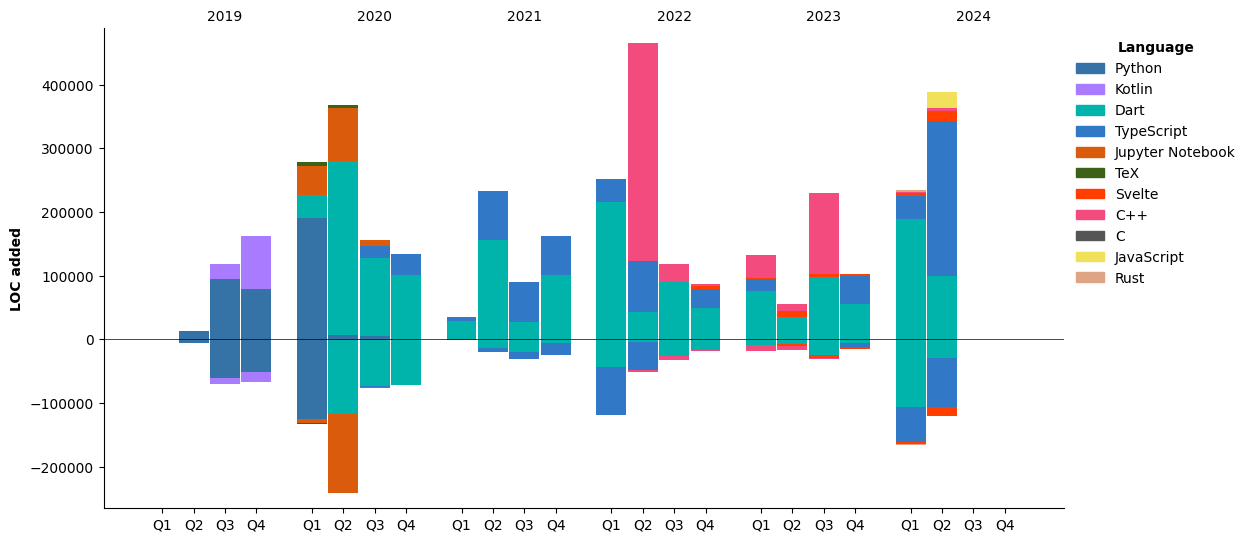 2019 2020 2021 2022 2023 2024
LOC added
400000
300000
200000
100000
0
−100000
−200000
Q1 Q2 Q3 Q4 Q1 Q2 Q3 Q4 Q1 Q2 Q3 Q4 Q1 Q2 Q3 Q4 Q1 Q2 Q3 Q4 Q1 Q2 Q3 Q4
Language
Python
Kotlin
Dart
TypeScript
Jupyter Notebook
TeX
Svelte
C++
C
JavaScript
Rust